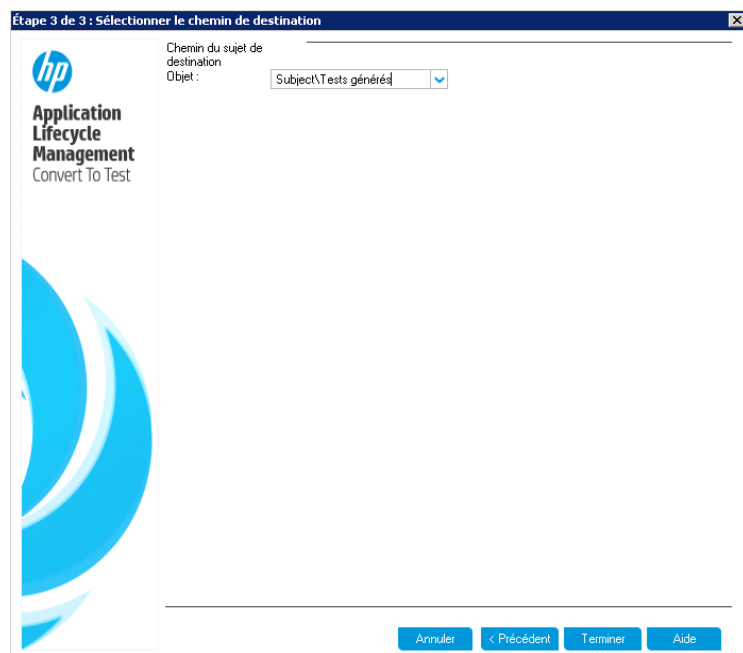 Étape 3 de 3 : Sélectionner le chemin de destination
hp
Application
Lifecycle
Management
Convert To Test
Chemin du sujet de
destination
Objet :
Subject\Tests générés
Annuler
< Précédent
Terminer
Aide